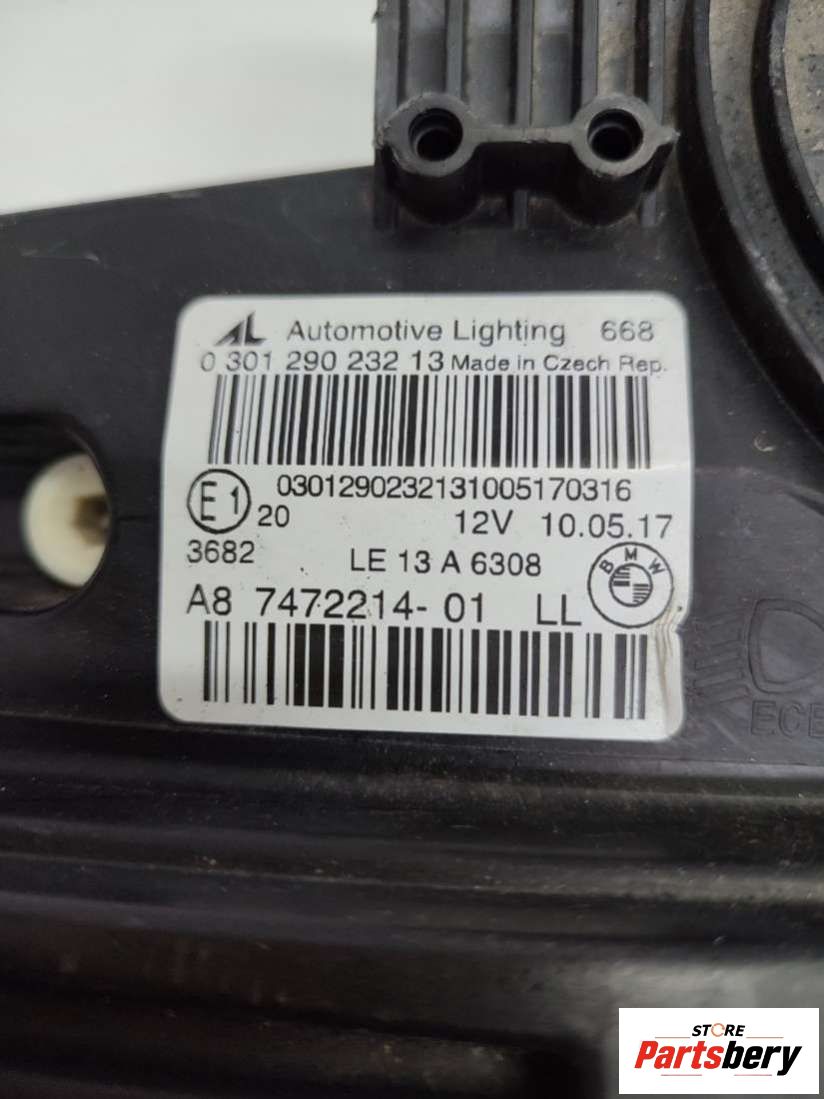 AL Automotive Lighting 668
0 301 290 232 13 Made in Czech Rep.
0301290232131005170316
E1 20 12V 10.05.17
3682 LE 13 A 6308 BMW
A8 7472214-01 LL
ECE
STORE
Partsbery